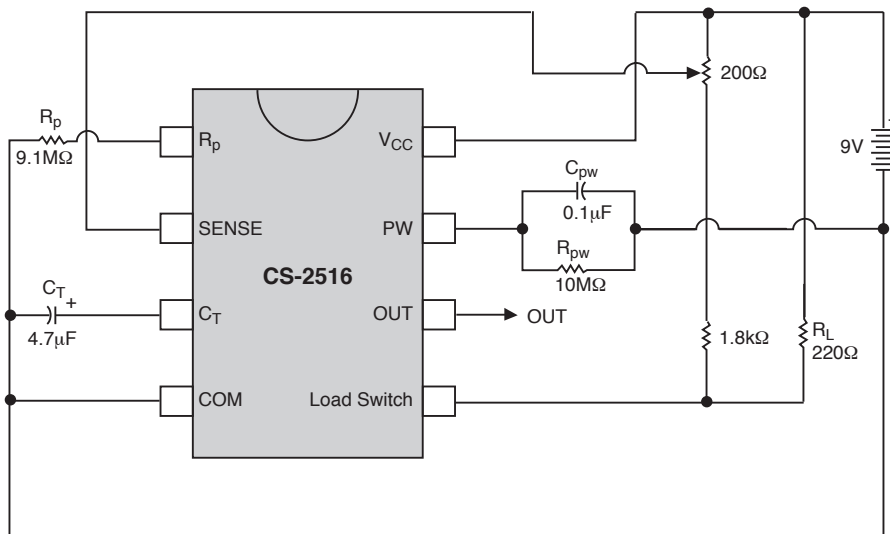 200Ω
Rp
9.1MΩ
Rp
VCC
9V
+
Cpw
0.1µF
SENSE
PW
Rpw
10MΩ
CS-2516
CT
+
4.7µF
CT
OUT
OUT
1.8kΩ
RL
220Ω
COM
Load Switch